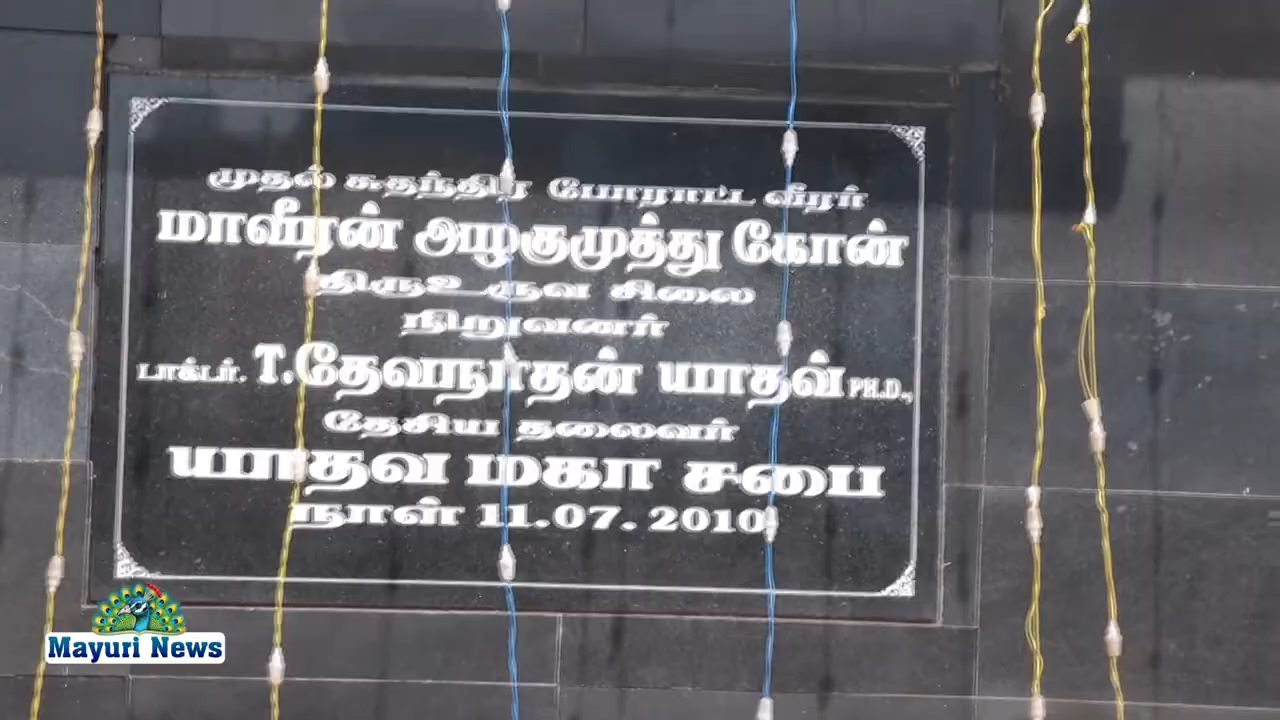 முதல் சுதந்திர போராட்ட வீரர்
மாவீரன் அழகுமுத்து கோன்
திருஉருவ சிலை
நிறுவனர்
டாக்டர். T.தேவநாதன் யாதவ் PH.D.,
தேசிய தலைவர்
யாதவ மகா சபை
நாள் 11.07.2010
Mayuri News